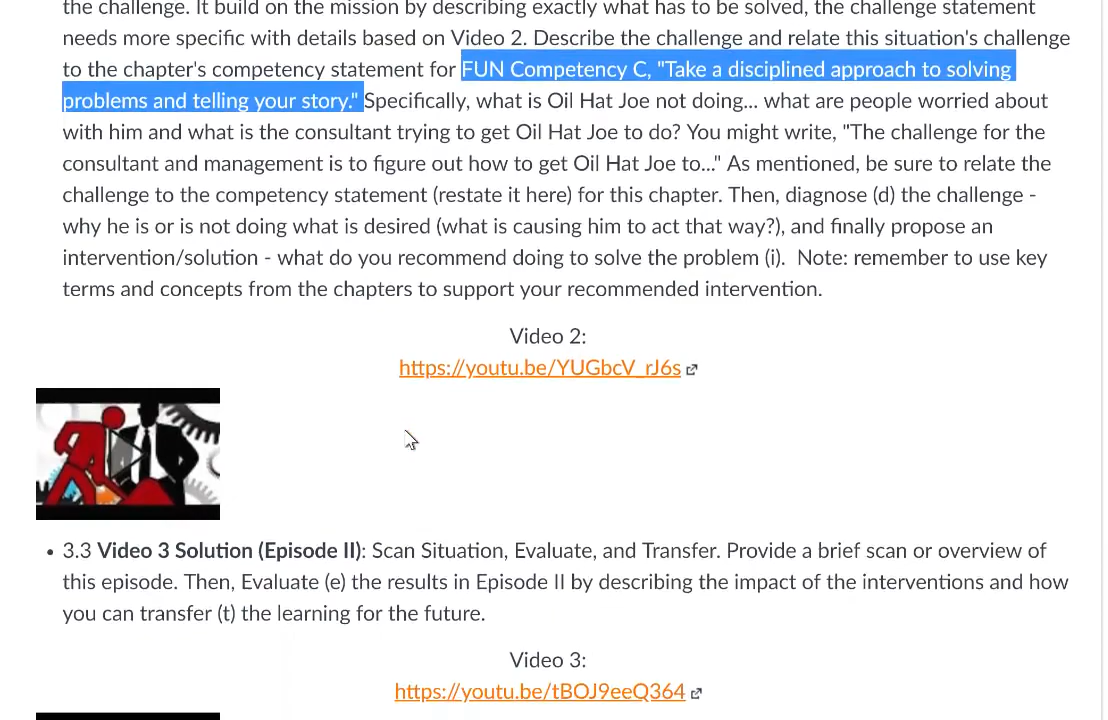 the challenge. It build on the mission by describing exactly what has to be solved, the challenge statement
needs more specific with details based on Video 2. Describe the challenge and relate this situation's challenge
to the chapter's competency statement for FUN Competency C, "Take a disciplined approach to solving
problems and telling your story." Specifically, what is Oil Hat Joe not doing... what are people worried about
with him and what is the consultant trying to get Oil Hat Joe to do? You might write, "The challenge for the
consultant and management is to figure out how to get Oil Hat Joe to..." As mentioned, be sure to relate the
challenge to the competency statement (restate it here) for this chapter. Then, diagnose (d) the challenge -
why he is or is not doing what is desired (what is causing him to act that way?), and finally propose an
intervention/solution - what do you recommend doing to solve the problem (i).  Note: remember to use key
terms and concepts from the chapters to support your recommended intervention.
Video 2:
https://youtu.be/YUGbcV_rJ6s
• 3.3 Video 3 Solution (Episode II): Scan Situation, Evaluate, and Transfer. Provide a brief scan or overview of
this episode. Then, Evaluate (e) the results in Episode II by describing the impact of the interventions and how
you can transfer (t) the learning for the future.
Video 3:
https://youtu.be/tBOJ9eeQ364